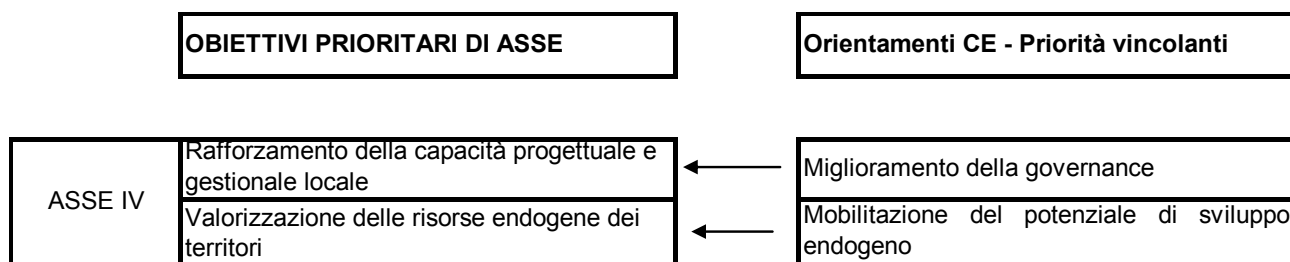 OBIETTIVI PRIORITARI DI ASSE
Orientamenti CE - Priorità vincolanti
ASSE IV
Rafforzamento della capacità progettuale e
gestionale locale
Miglioramento della governance
Valorizzazione delle risorse endogene dei
territori
Mobilitazione del potenziale di sviluppo
endogeno